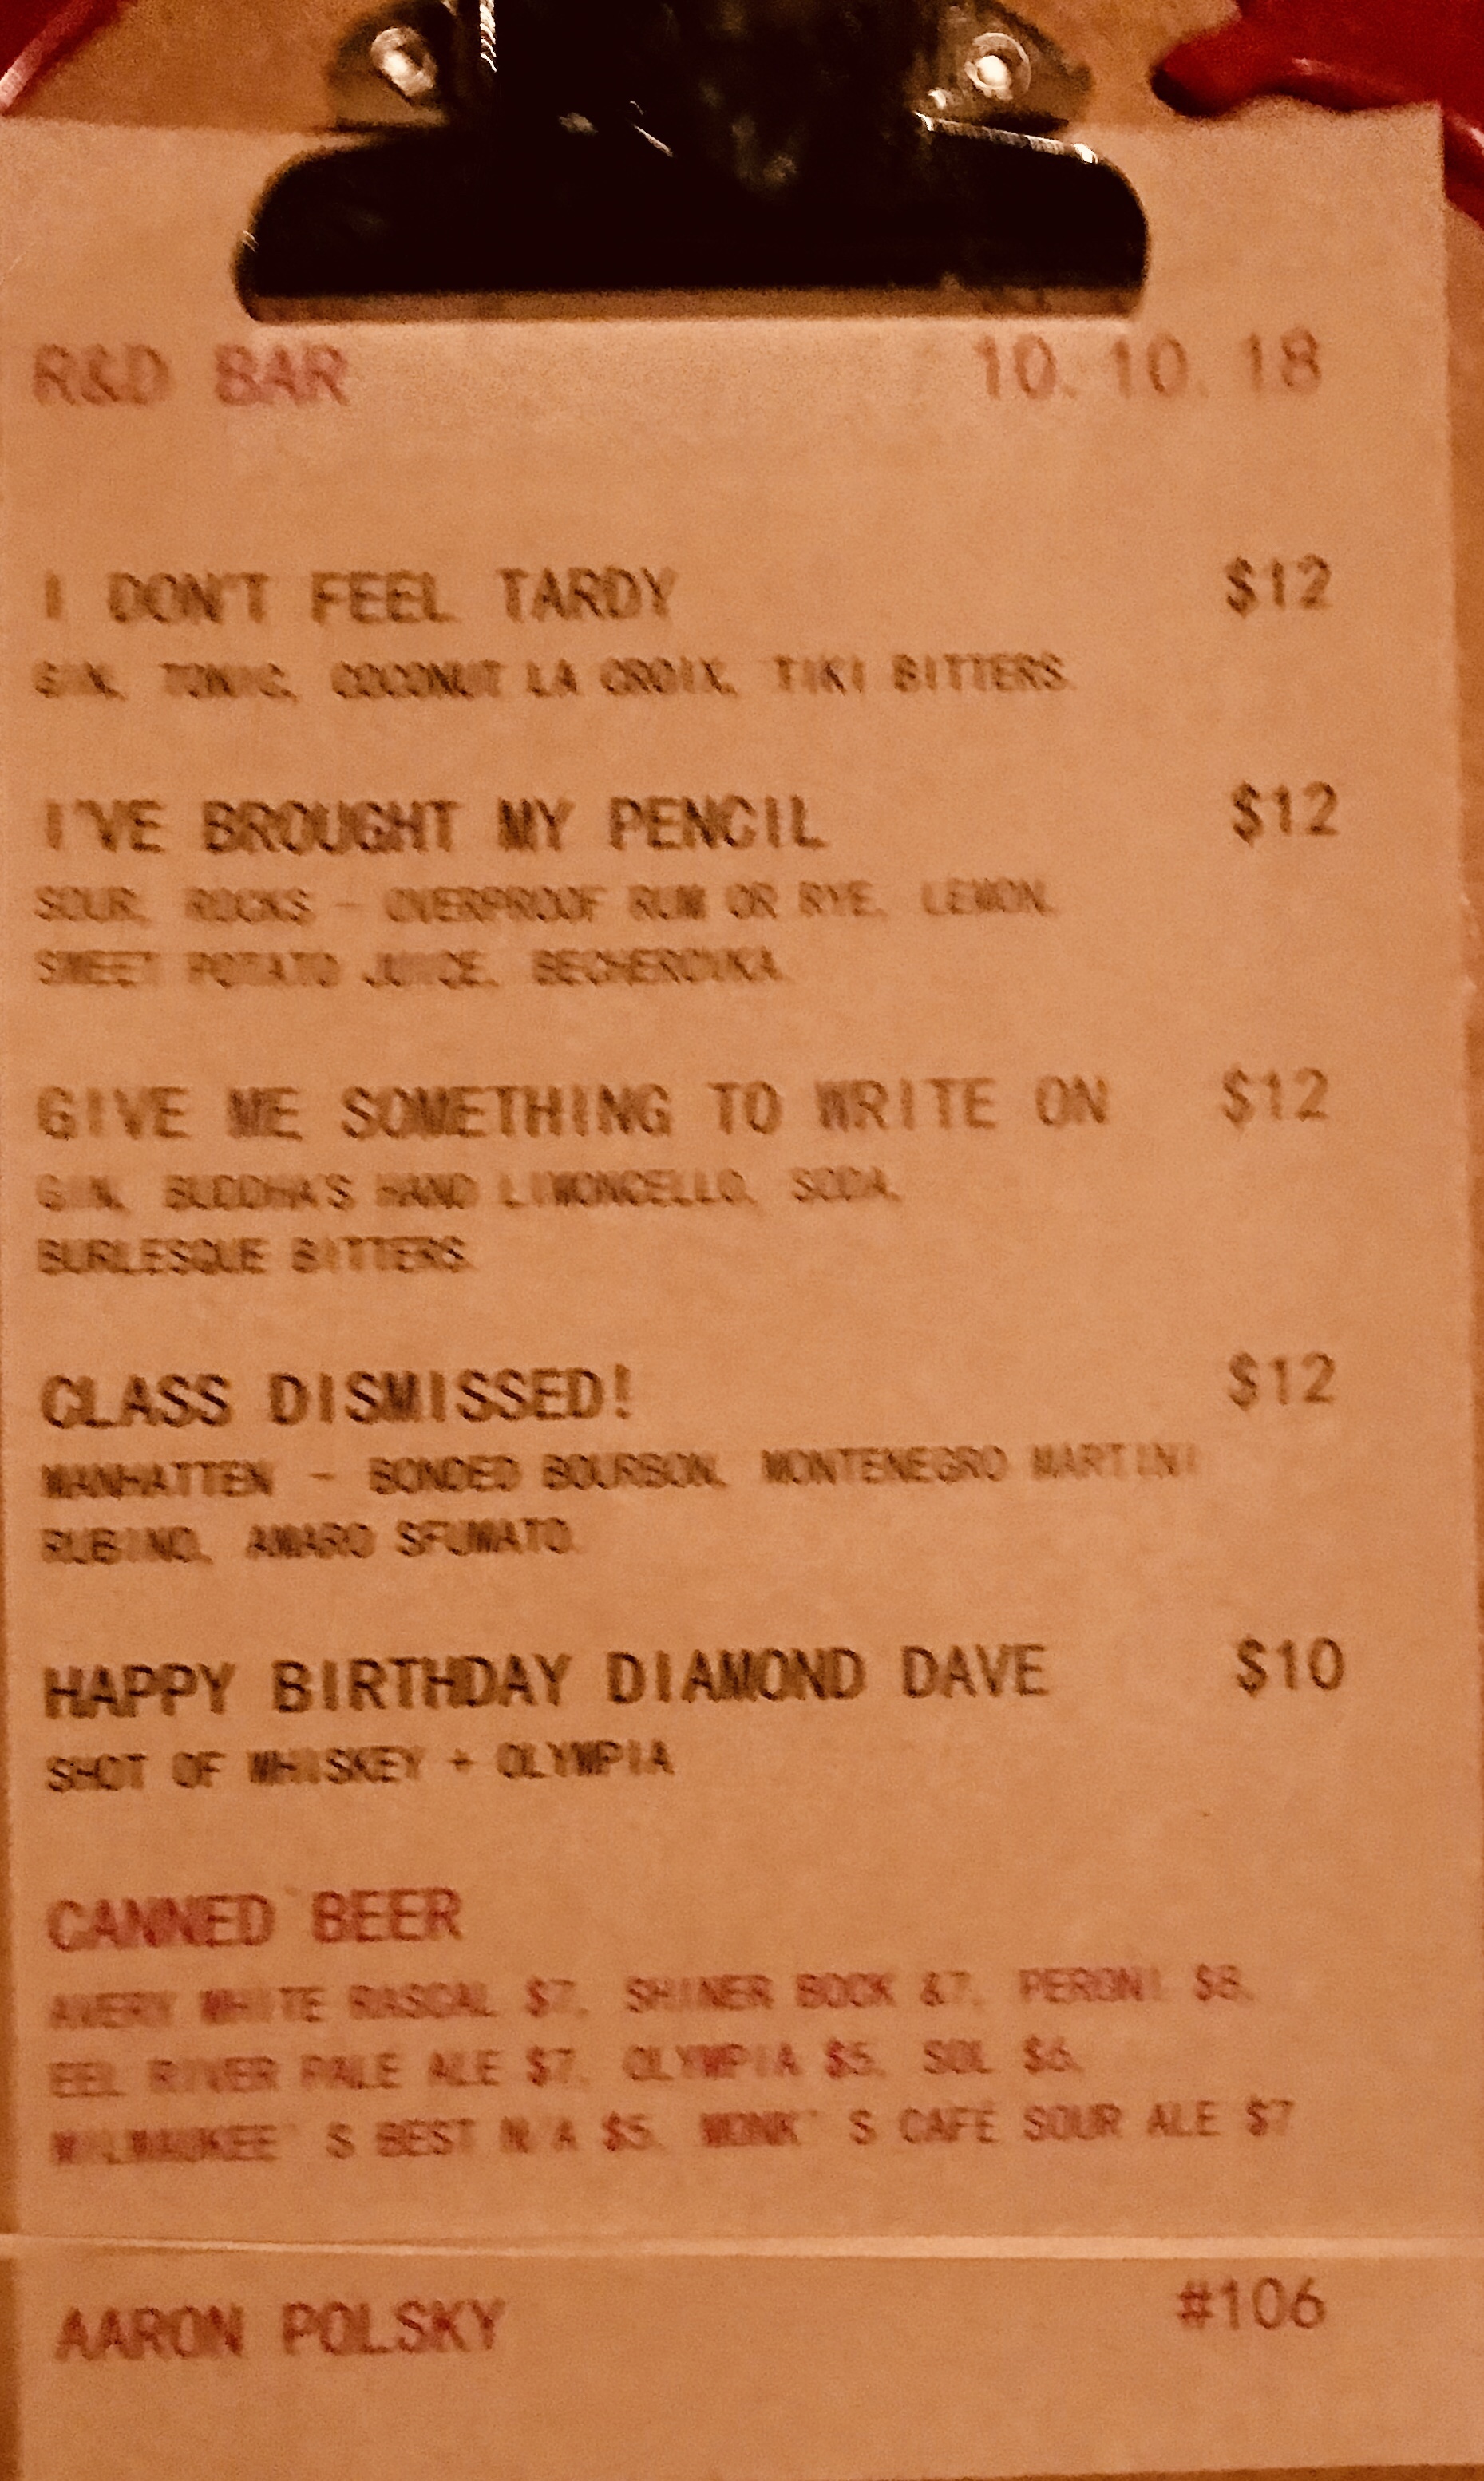 R&D BAR 10.10.18
I DON'T FEEL TARDY $12
GIN, TONIC, COCONUT LA CROIX, TIKI BITTERS.
I'VE BROUGHT MY PENCIL $12
SOUR, ROCKS - OVERPROOF RUM OR RYE, LEMON,
SWEET POTATO JUICE, BECHEROVKA.
GIVE ME SOMETHING TO WRITE ON $12
GIN, BUDDHA'S HAND LIMONCELLO, SODA,
BURLESQUE BITTERS.
CLASS DISMISSED! $12
MANHATTEN - BONDED BOURBON, MONTENEGRO MARTINI
RUBINO, AMARO SFUMATO.
HAPPY BIRTHDAY DIAMOND DAVE $10
SHOT OF WHISKEY + OLYMPIA
CANNED BEER
AVERY WHITE RASCAL $7, SHINER BOCK &7, PERONI $8,
EEL RIVER PALE ALE $7, OLYMPIA $5, SOL $6,
MILWAUKEE' S BEST N/A $5, MONK' S CAFE SOUR ALE $7
AARON POLSKY #106